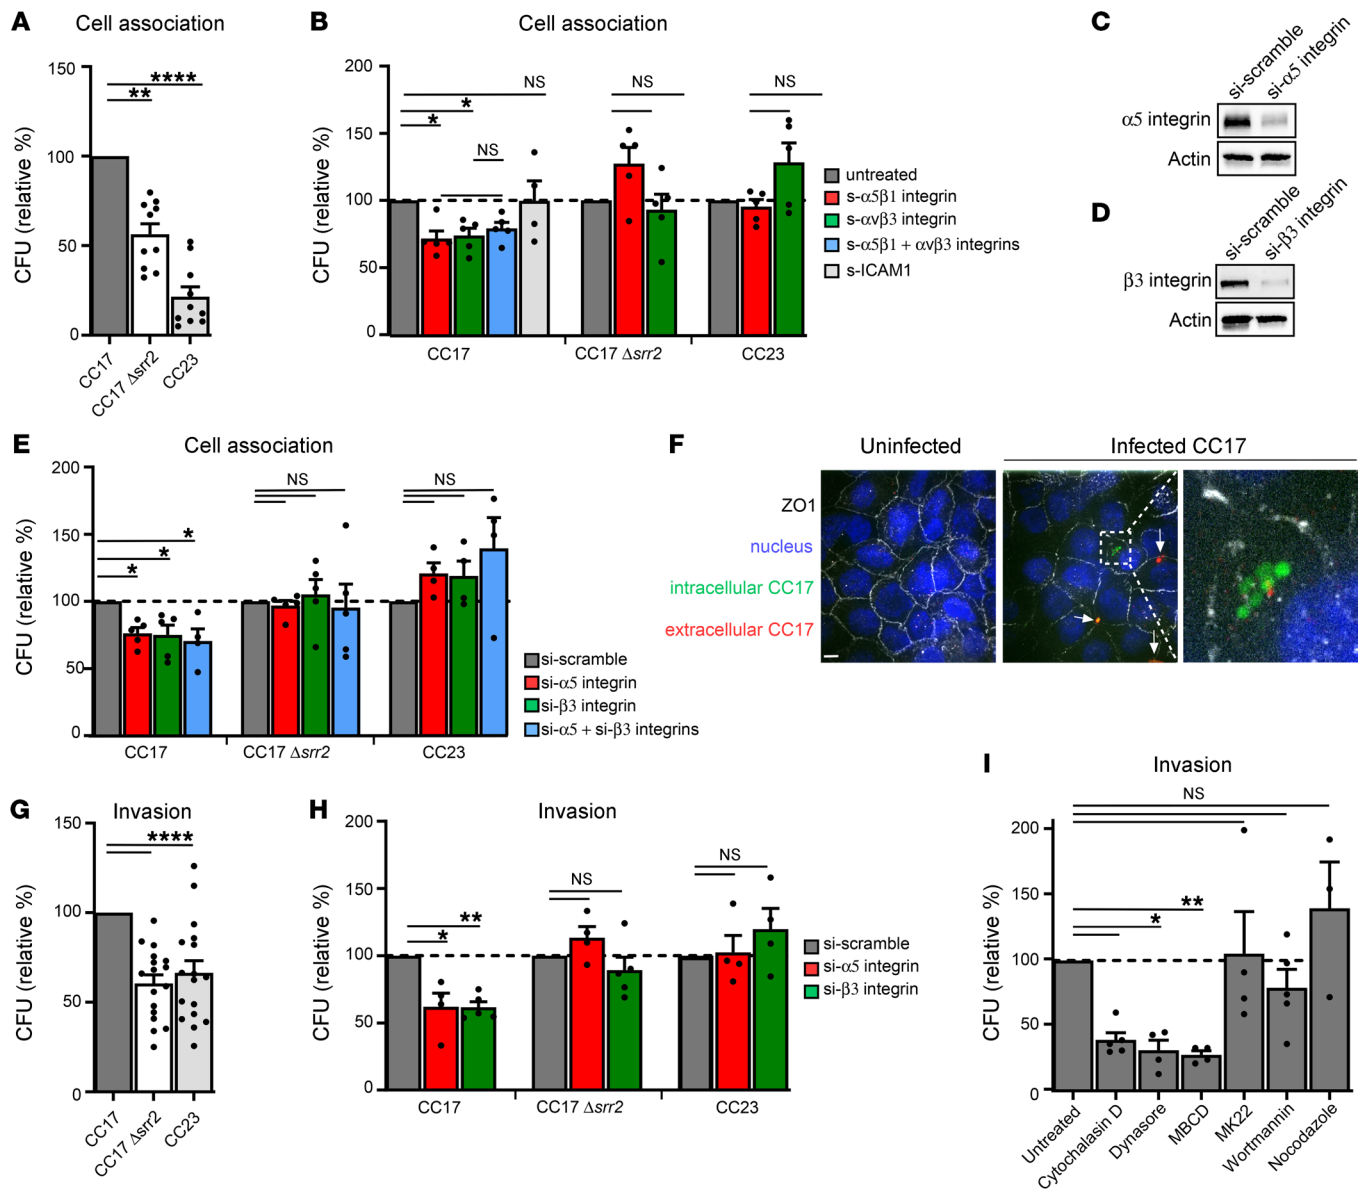 A
Cell association
CFU (relative %)
150
100
50
0
**
****
CC17
CC17 Δsrr2
CC23
B
Cell association
CFU (relative %)
200
150
100
50
0
NS
*
*
NS
NS
NS
CC17
CC17 Δsrr2
CC23
untreated
s-α5β1 integrin
s-αvβ3 integrin
s-α5β1 + αvβ3 integrins
s-ICAM1
C
si-scramble
si-α5 integrin
α5 integrin
Actin
D
si-scramble
si-β3 integrin
β3 integrin
Actin
E
Cell association
CFU (relative %)
200
150
100
50
0
*
*
*
NS
NS
CC17
CC17 Δsrr2
CC23
si-scramble
si-α5 integrin
si-β3 integrin
si-α5 + si-β3 integrins
F
Uninfected
Infected CC17
ZO1
nucleus
intracellular CC17
extracellular CC17
G
Invasion
CFU (relative %)
150
100
50
0
****
CC17
CC17 Δsrr2
CC23
H
Invasion
CFU (relative %)
200
150
100
50
0
**
*
NS
NS
CC17
CC17 Δsrr2
CC23
si-scramble
si-α5 integrin
si-β3 integrin
I
Invasion
CFU (relative %)
200
150
100
50
0
NS
**
*
Untreated
Cytochalasin D
Dynasore
MBCD
MK22
Wortmannin
Nocodazole